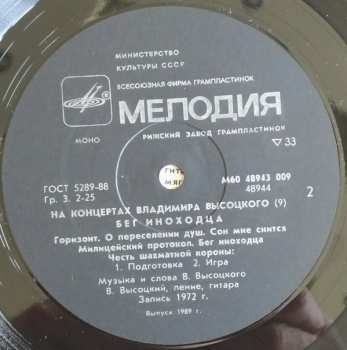 МИНИСТЕРСТВО
КУЛЬТУРЫ СССР
ВСЕСОЮЗНАЯ ФИРМА ГРАМПЛАСТИНОК
МЕЛОДИЯ
МОНО
РИЖСКИЙ ЗАВОД ГРАМПЛАСТИНОК
33
ГОСТ 5289-88
Гр. 3. 2-25
М60 48943 009
48944
2
НА КОНЦЕРТАХ ВЛАДИМИРА ВЫСОЦКОГО (9)
БЕГ ИНОХОДЦА
Горизонт. О переселении душ. Сон мне снится
Милицейский протокол. Бег иноходца
Честь шахматной короны:
1. Подготовка 2. Игра
Музыка и слова В. Высоцкого
В. Высоцкий, пение, гитара
Запись 1972 г.
Выпуск 1989 г.